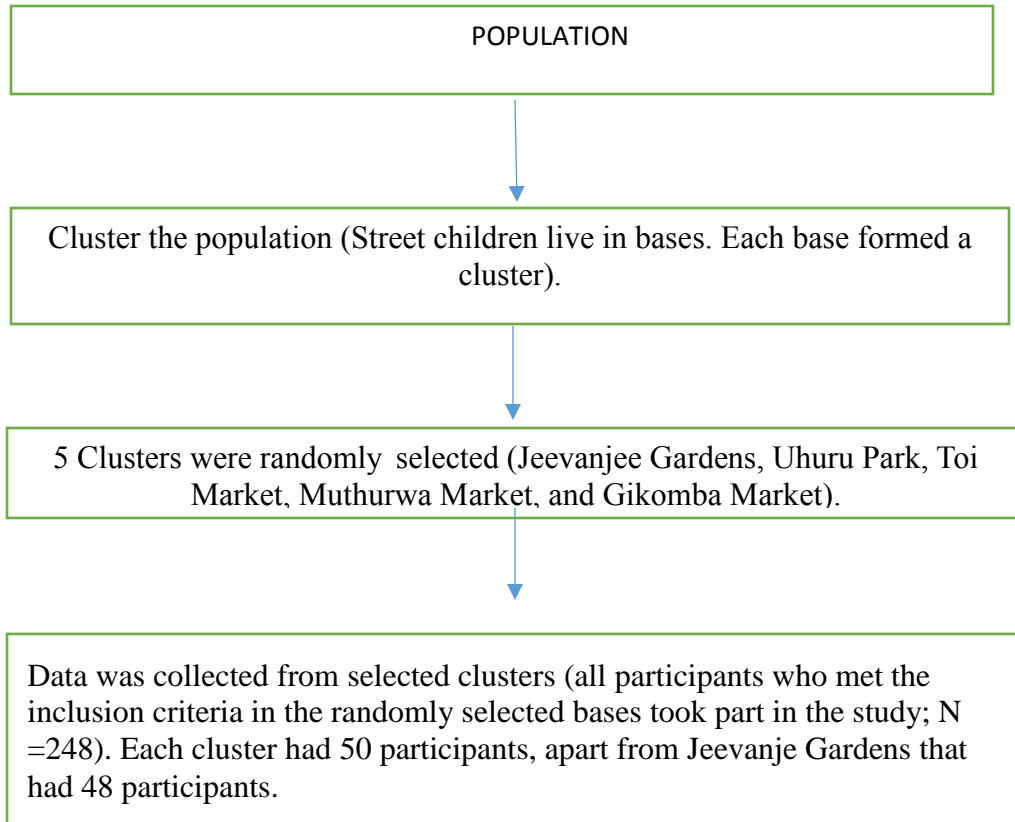 POPULATION
Cluster the population (Street children live in bases. Each base formed a
cluster).
5 Clusters were randomly selected (Jeevanjee Gardens, Uhuru Park, Toi
Market, Muthurwa Market, and Gikomba Market).
Data was collected from selected clusters (all participants who met the
inclusion criteria in the randomly selected bases took part in the study; N
=248). Each cluster had 50 participants, apart from Jeevanje Gardens that
had 48 participants.